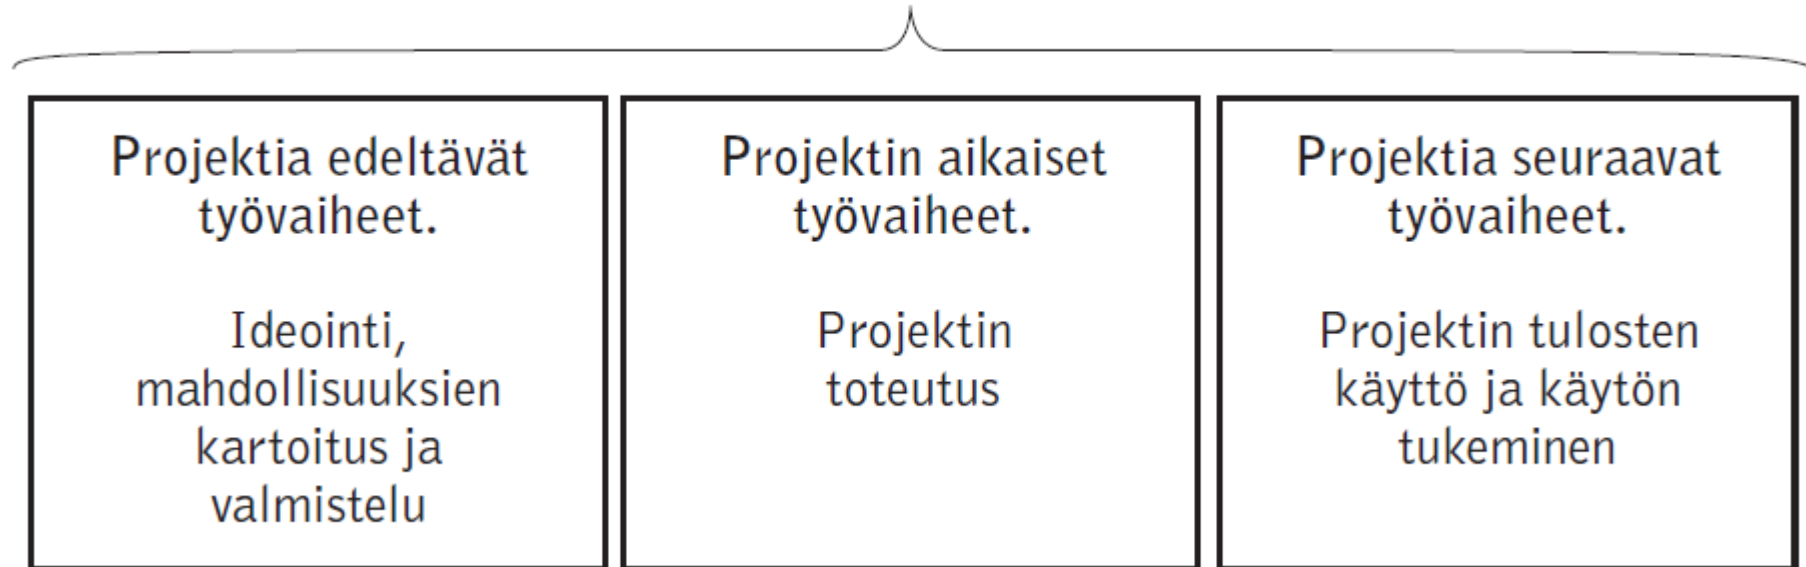 Projektia edeltävät
työvaiheet.
Ideointi,
mahdollisuuksien
kartoitus ja
valmistelu
Projektin aikaiset
työvaiheet.
Projektin
toteutus
Projektia seuraavat
työvaiheet.
Projektin tulosten
käyttö ja käytön
tukeminen